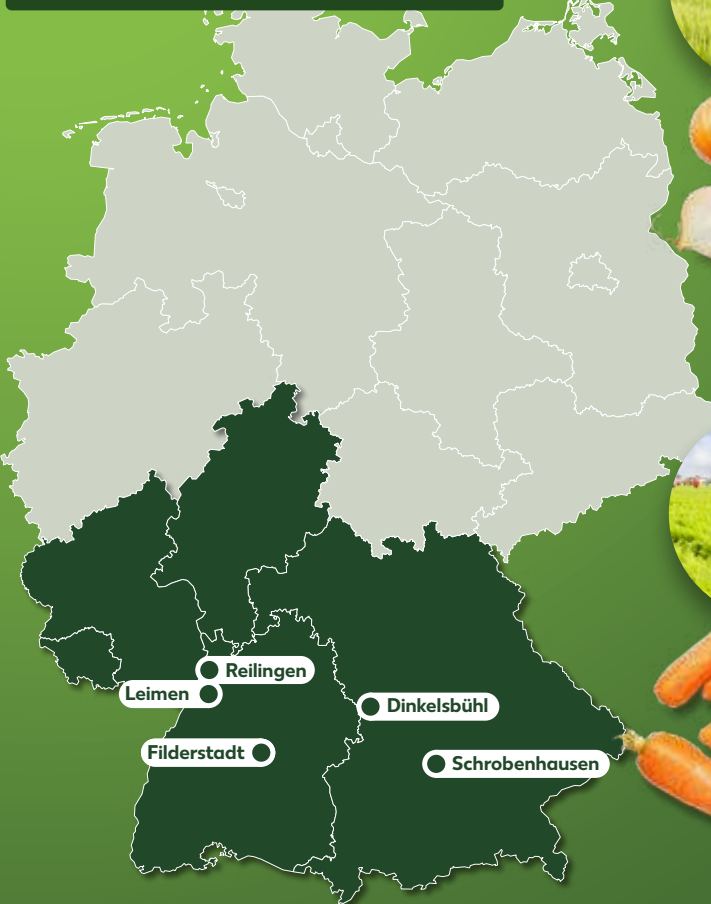 Reilingen
Leimen
Dinkelsbühl
Filderstadt
Schrobenhausen